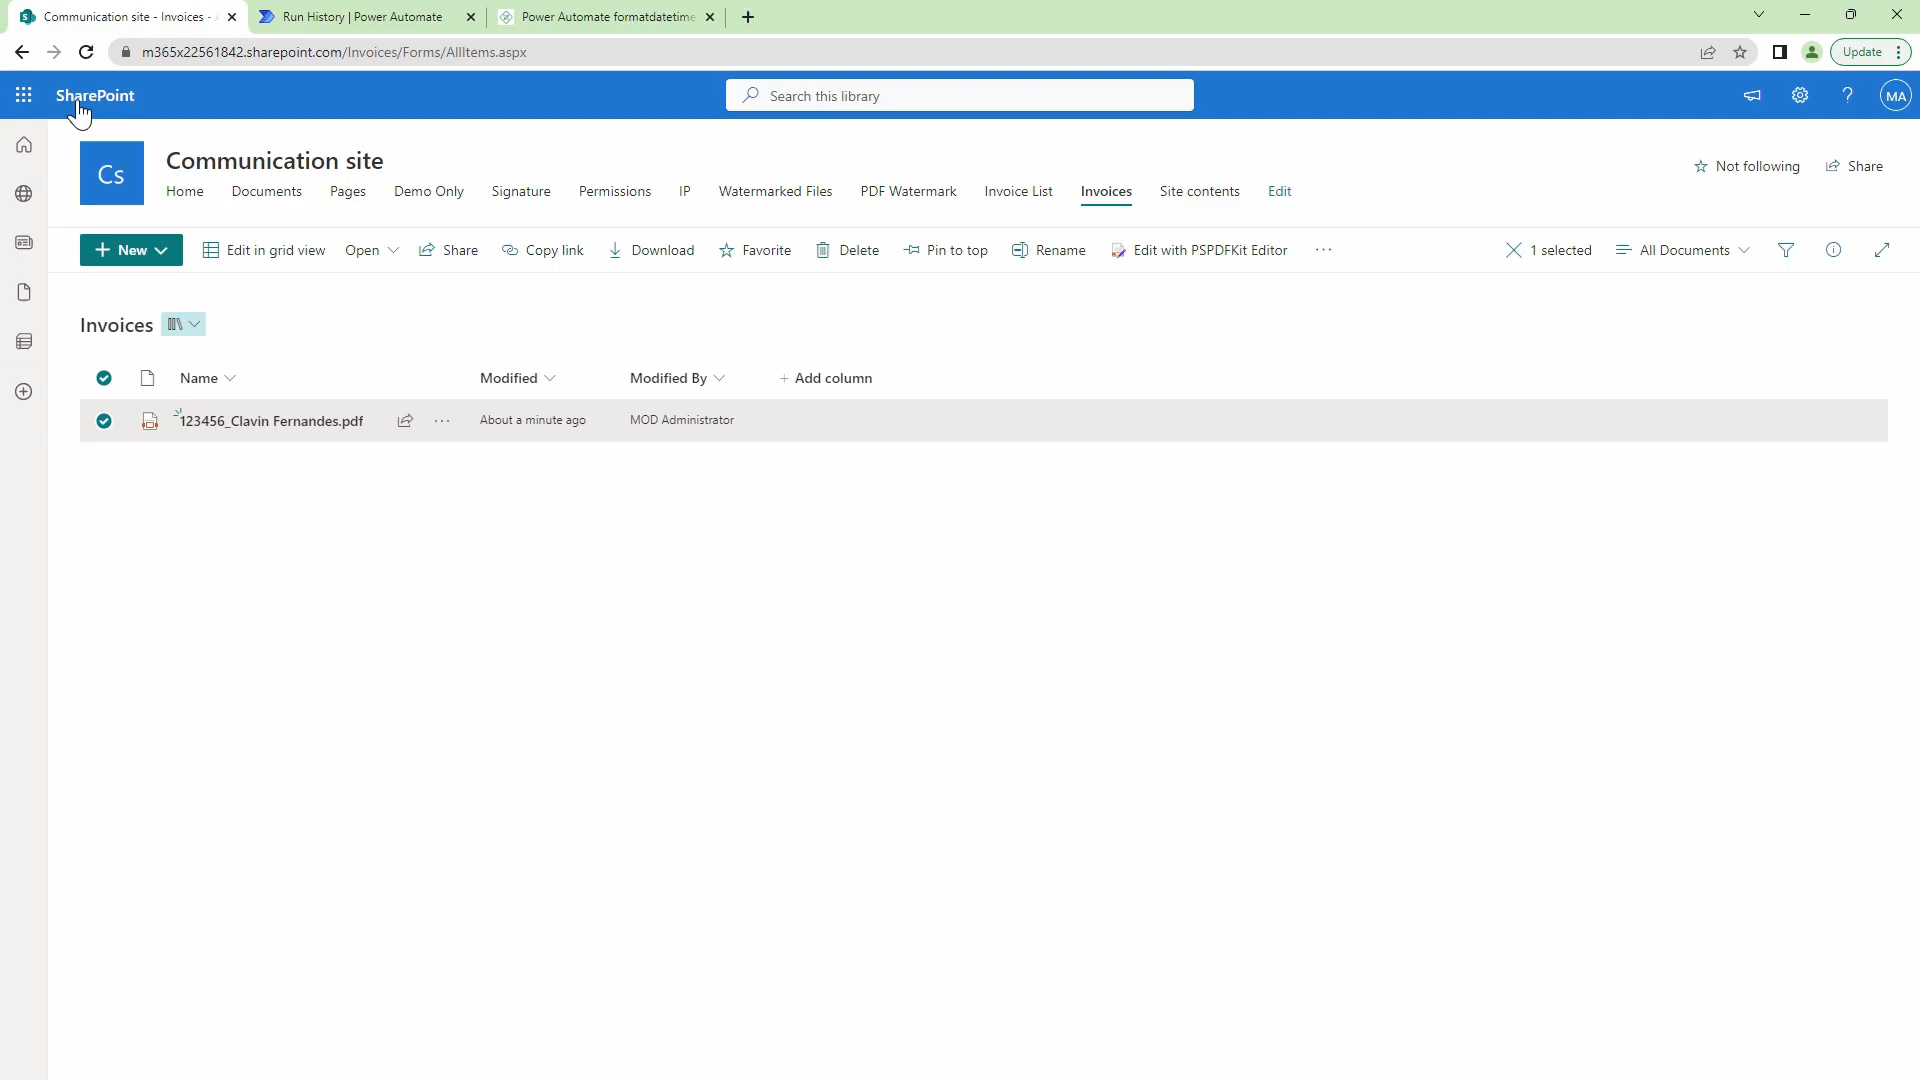 Communication site - Invoices -
Run History | Power Automate
Power Automate formatdatetime
m365x22561842.sharepoint.com/Invoices/Forms/AllItems.aspx
Update
SharePoint
Search this library
MA
Cs
Communication site
Not following
Share
Home
Documents
Pages
Demo Only
Signature
Permissions
IP
Watermarked Files
PDF Watermark
Invoice List
Invoices
Site contents
Edit
New
Edit in grid view
Open
Share
Copy link
Download
Favorite
Delete
Pin to top
Rename
Edit with PSPDFKit Editor
1 selected
All Documents
Invoices
Name
Modified
Modified By
Add column
123456_Clavin Fernandes.pdf
About a minute ago
MOD Administrator